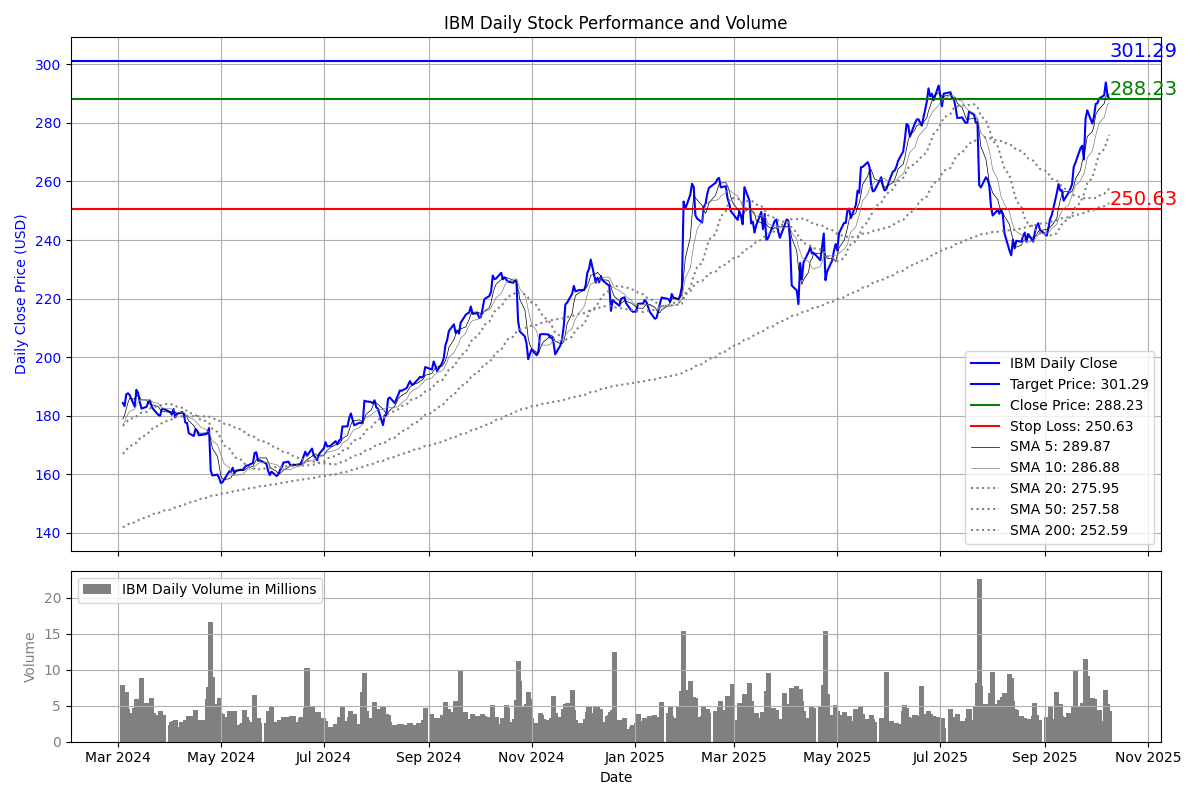 IBM Daily Stock Performance and Volume
301.29
288.23
250.63
300
280
260
240
220
200
180
160
140
Daily Close Price (USD)
IBM Daily Close
Target Price: 301.29
Close Price: 288.23
Stop Loss: 250.63
SMA 5: 289.87
SMA 10: 286.88
SMA 20: 275.95
SMA 50: 257.58
SMA 200: 252.59
IBM Daily Volume in Millions
20
15
10
5
0
Volume
Mar 2024 May 2024 Jul 2024 Sep 2024 Nov 2024 Jan 2025 Mar 2025 May 2025 Jul 2025 Sep 2025 Nov 2025
Date